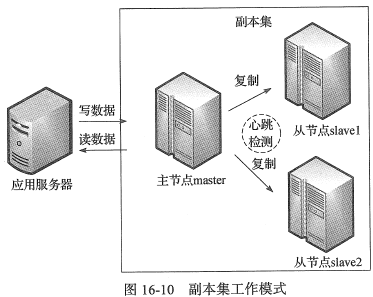 副本集
写数据
读数据
复制
心跳
检测
复制
应用服务器
主节点master
从节点slave1
从节点slave2
图 16-10 副本集工作模式